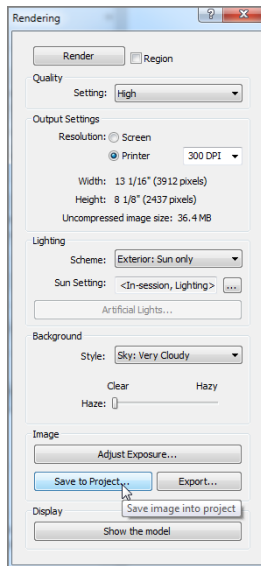 Rendering
Render Region
Quality
Setting: High
Output Settings
Resolution: Screen
Printer 300 DPI
Width: 13 1/16" (3912 pixels)
Height: 8 1/8" (2437 pixels)
Uncompressed image size: 36.4 MB
Lighting
Scheme: Exterior: Sun only
Sun Setting: <In-session, Lighting> ...
Artificial Lights...
Background
Style: Sky: Very Cloudy
Clear Hazy
Haze:
Image
Adjust Exposure...
Save to Project... Export...
Save image into project
Display
Show the model